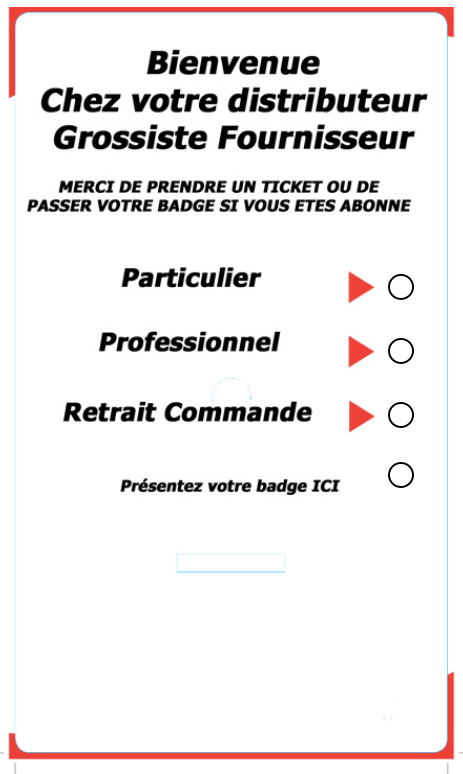 Bienvenue
Chez votre distributeur
Grossiste Fournisseur
MERCI DE PRENDRE UN TICKET OU DE
PASSER VOTRE BADGE SI VOUS ETES ABONNE
Particulier
Professionnel
Retrait Commande
Présentez votre badge ICI